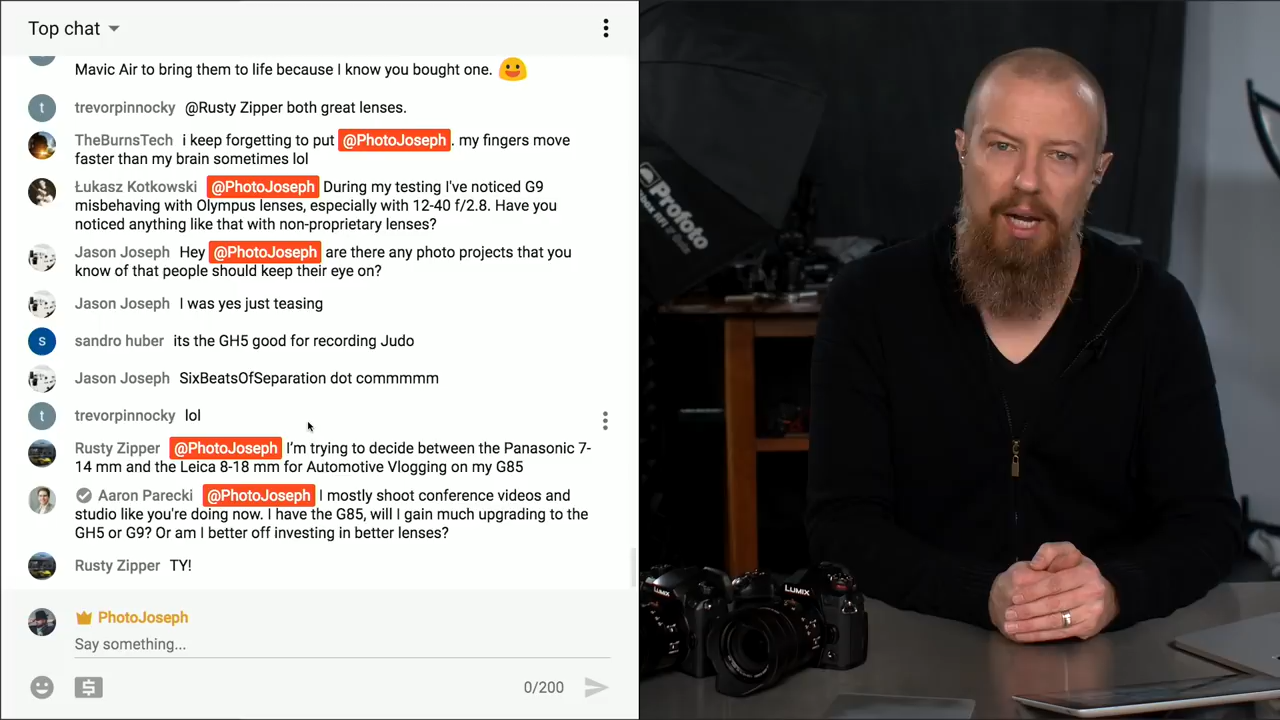 Top chat
Mavic Air to bring them to life because I know you bought one.
t trevorpinnocky @Rusty Zipper both great lenses.
TheBurnsTech i keep forgetting to put @PhotoJoseph . my fingers move
faster than my brain sometimes lol
Łukasz Kotkowski @PhotoJoseph During my testing I've noticed G9
misbehaving with Olympus lenses, especially with 12-40 f/2.8. Have you
noticed anything like that with non-proprietary lenses?
Jason Joseph Hey @PhotoJoseph are there any photo projects that you
know of that people should keep their eye on?
Jason Joseph I was yes just teasing
s sandro huber its the GH5 good for recording Judo
Jason Joseph SixBeatsOfSeparation dot commmmm
t trevorpinnocky lol
Rusty Zipper @PhotoJoseph I'm trying to decide between the Panasonic 7-
14 mm and the Leica 8-18 mm for Automotive Vlogging on my G85
Aaron Parecki @PhotoJoseph I mostly shoot conference videos and
studio like you're doing now. I have the G85, will I gain much upgrading to the
GH5 or G9? Or am I better off investing in better lenses?
Rusty Zipper TY!
PhotoJoseph
Say something...
$ 0/200
Profoto
LUMIX
LUMIX